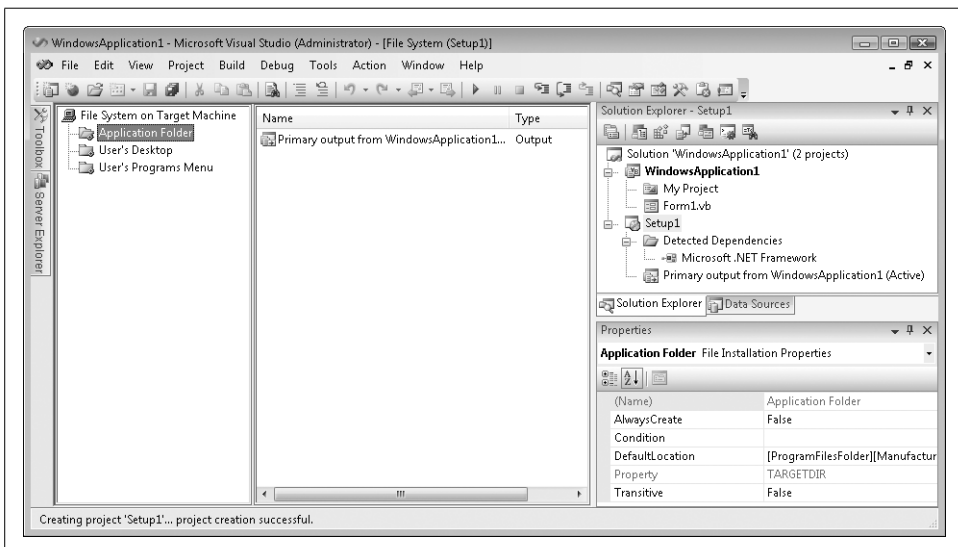 WindowsApplication1 - Microsoft Visual Studio (Administrator) - [File System (Setup1)]
File Edit View Project Build Debug Tools Action Window Help
Toolbox
Server Explorer
File System on Target Machine
Application Folder
User's Desktop
User's Programs Menu
Name Type
Primary output from WindowsApplication1... Output
Solution Explorer - Setup1
Solution 'WindowsApplication1' (2 projects)
WindowsApplication1
My Project
Form1.vb
Setup1
Detected Dependencies
Microsoft .NET Framework
Primary output from WindowsApplication1 (Active)
Solution Explorer Data Sources
Properties
Application Folder File Installation Properties
(Name) Application Folder
AlwaysCreate False
Condition
DefaultLocation [ProgramFilesFolder][Manufactur
Property TARGETDIR
Transitive False
Creating project 'Setup1'... project creation successful.